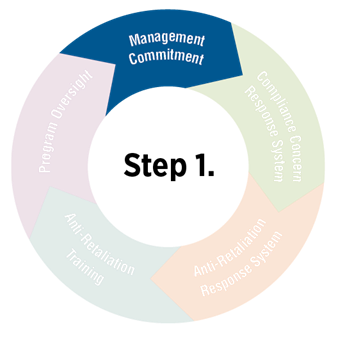 Management
Commitment
Compliance Concern
Response System
Anti-Retaliation
Response System
Anti-Retaliation
Training
Program Oversight
Step 1.